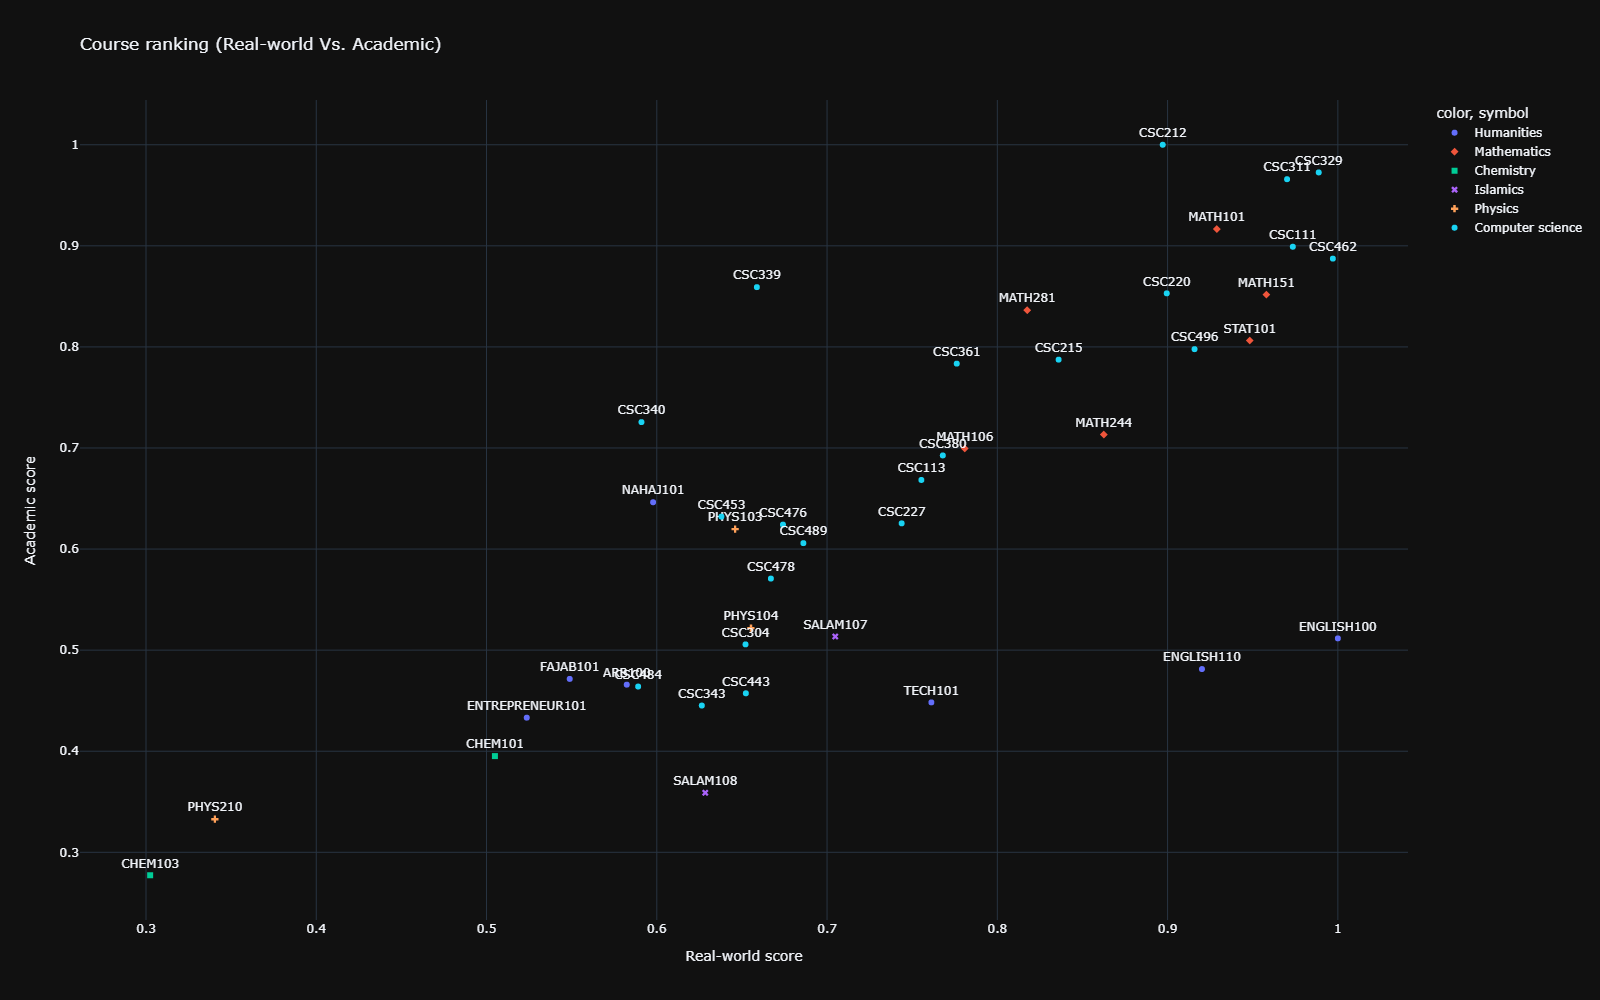 Course ranking (Real-world Vs. Academic)
color, symbol
Humanities
Mathematics
Chemistry
Islamics
Physics
Computer science
CSC212
CSC329
CSC311
MATH101
CSC111
CSC462
CSC339
CSC220
MATH151
MATH281
STAT101
CSC496
CSC361
CSC215
CSC340
MATH244
MATH106
CSC380
CSC113
NAHAJ101
CSC453
PHYS103
CSC476
CSC227
CSC489
CSC478
PHYS104
SALAM107
CSC304
ENGLISH100
ENGLISH110
FAJAB101
ARB100
CSC484
CSC443
CSC343
TECH101
ENTREPRENEUR101
CHEM101
SALAM108
PHYS210
CHEM103
1
0.9
0.8
0.7
0.6
0.5
0.4
0.3
Academic score
0.3 0.4 0.5 0.6 0.7 0.8 0.9 1
Real-world score